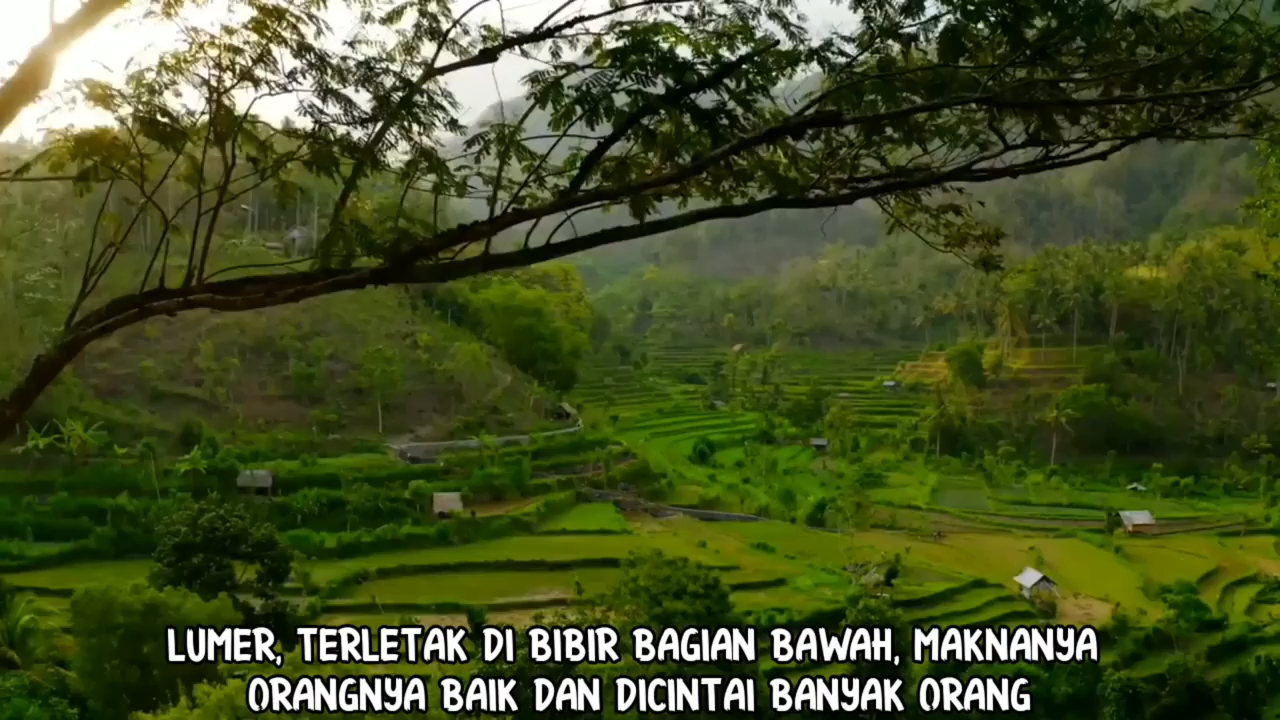 LUMER, TERLETAK DI BIBIR BAGIAN BAWAH, MAKNANYA
ORANGNYA BAIK DAN DICINTAI BANYAK ORANG